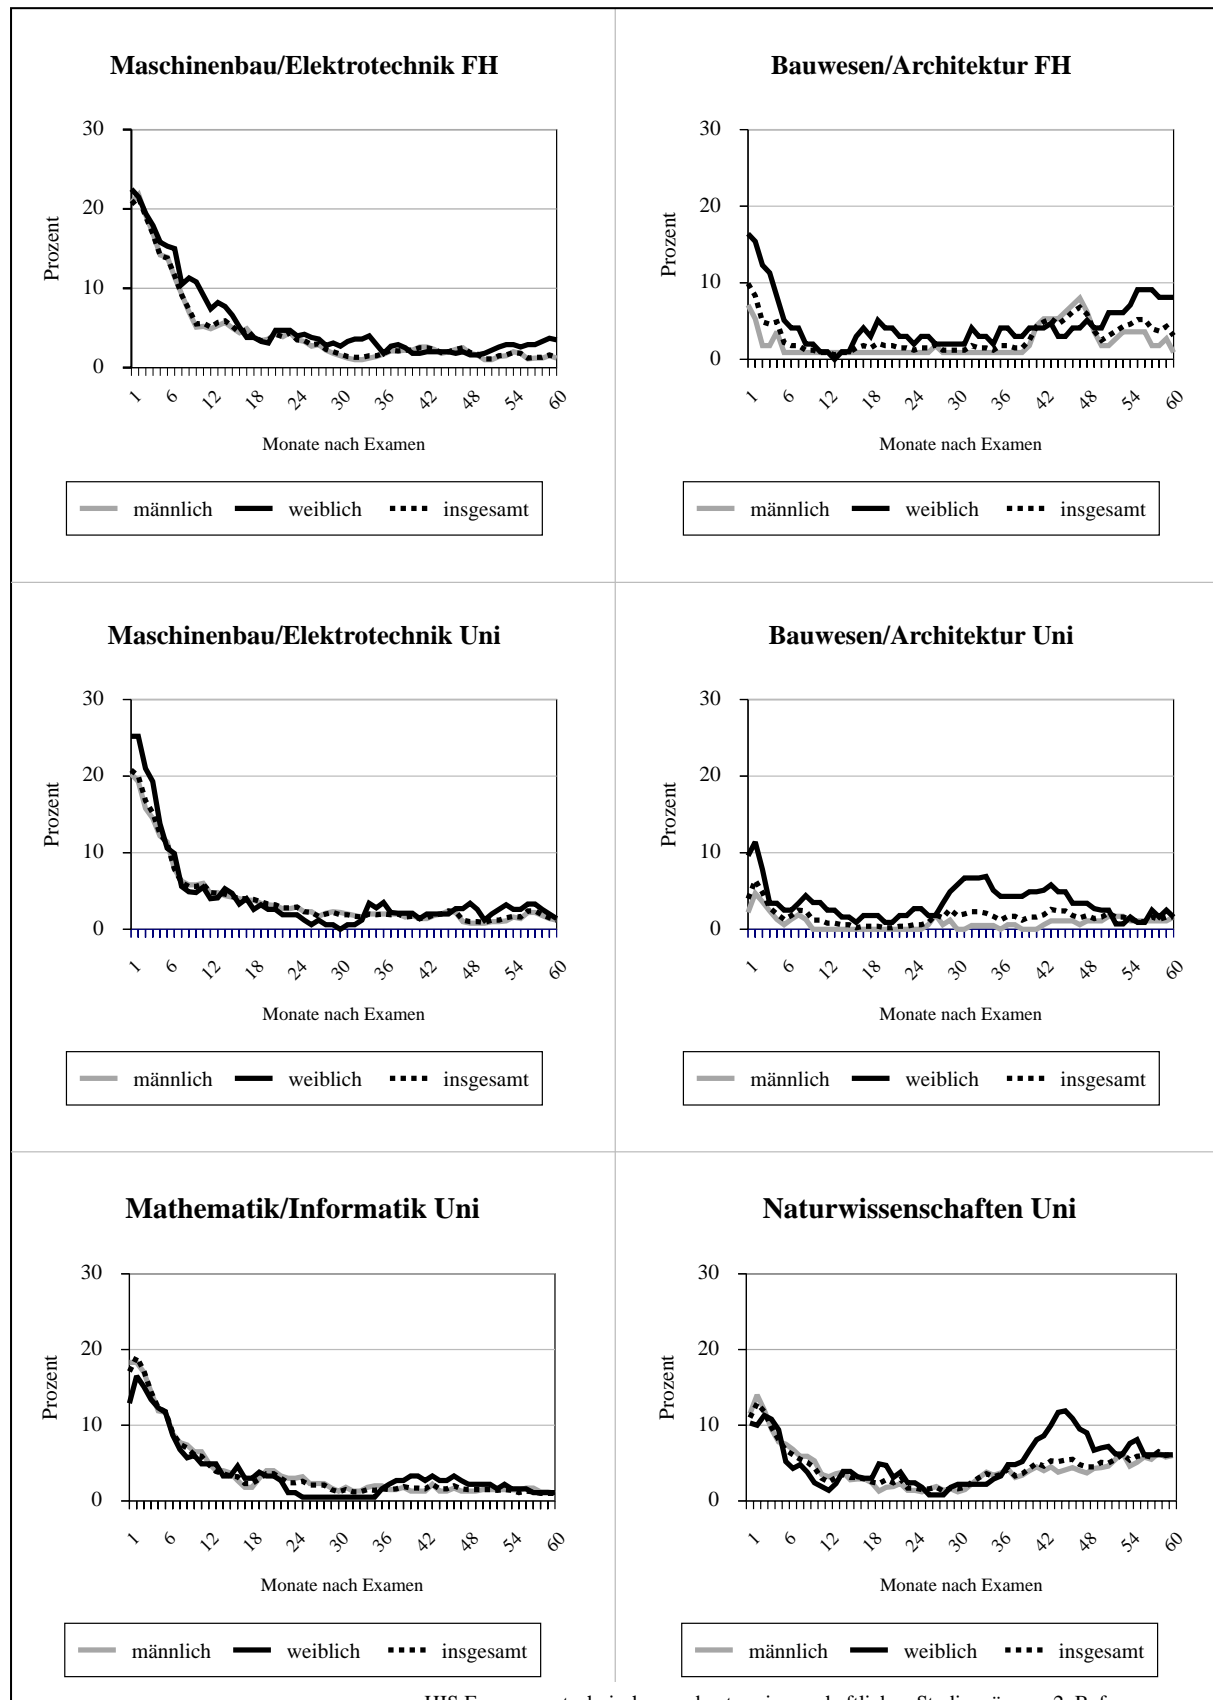 Maschinenbau/Elektrotechnik FH
30
20
10
0
Prozent
1 6 12 18 24 30 36 42 48 54 60
Monate nach Examen
männlich weiblich insgesamt
Bauwesen/Architektur FH
30
20
10
0
Prozent
1 6 12 18 24 30 36 42 48 54 60
Monate nach Examen
männlich weiblich insgesamt
Maschinenbau/Elektrotechnik Uni
30
20
10
0
Prozent
1 6 12 18 24 30 36 42 48 54 60
Monate nach Examen
männlich weiblich insgesamt
Bauwesen/Architektur Uni
30
20
10
0
Prozent
1 6 12 18 24 30 36 42 48 54 60
Monate nach Examen
männlich weiblich insgesamt
Mathematik/Informatik Uni
30
20
10
0
Prozent
1 6 12 18 24 30 36 42 48 54 60
Monate nach Examen
männlich weiblich insgesamt
Naturwissenschaften Uni
30
20
10
0
Prozent
1 6 12 18 24 30 36 42 48 54 60
Monate nach Examen
männlich weiblich insgesamt